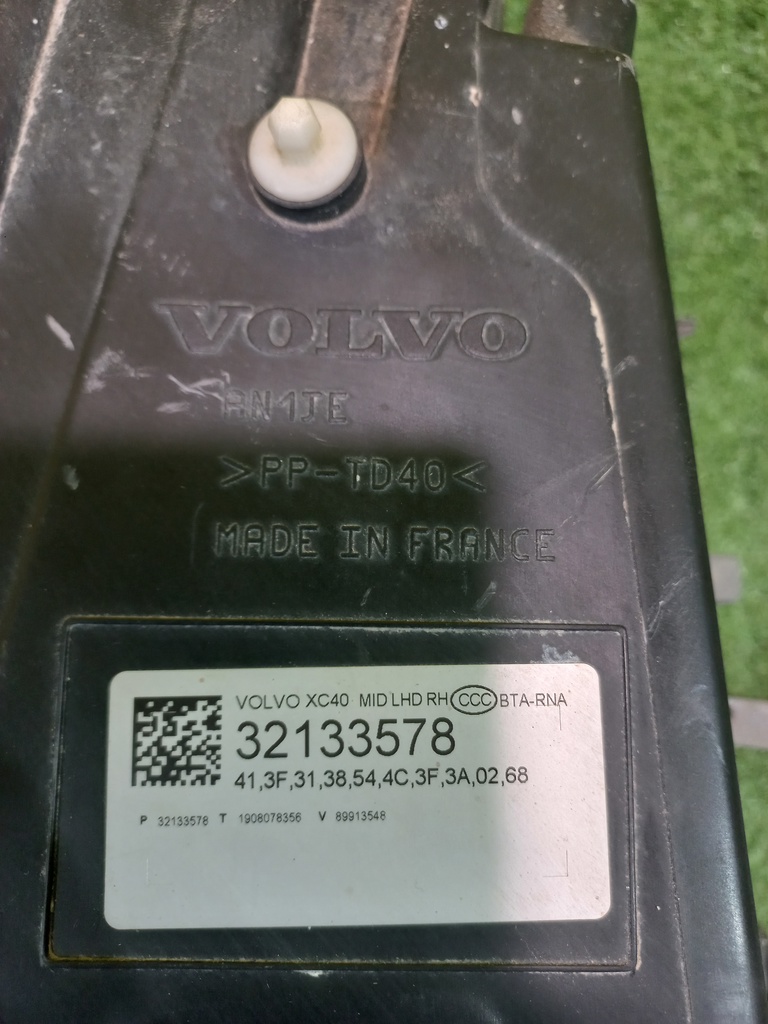 VOLVO
AN1JE
>PP-TD40<
MADE IN FRANCE
VOLVO XC40 MID LHD RH CCC BTA-RNA
32133578
41,3F,31,38,54,4C,3F,3A,02,68
P 32133578 T 1908078356 V 89913548